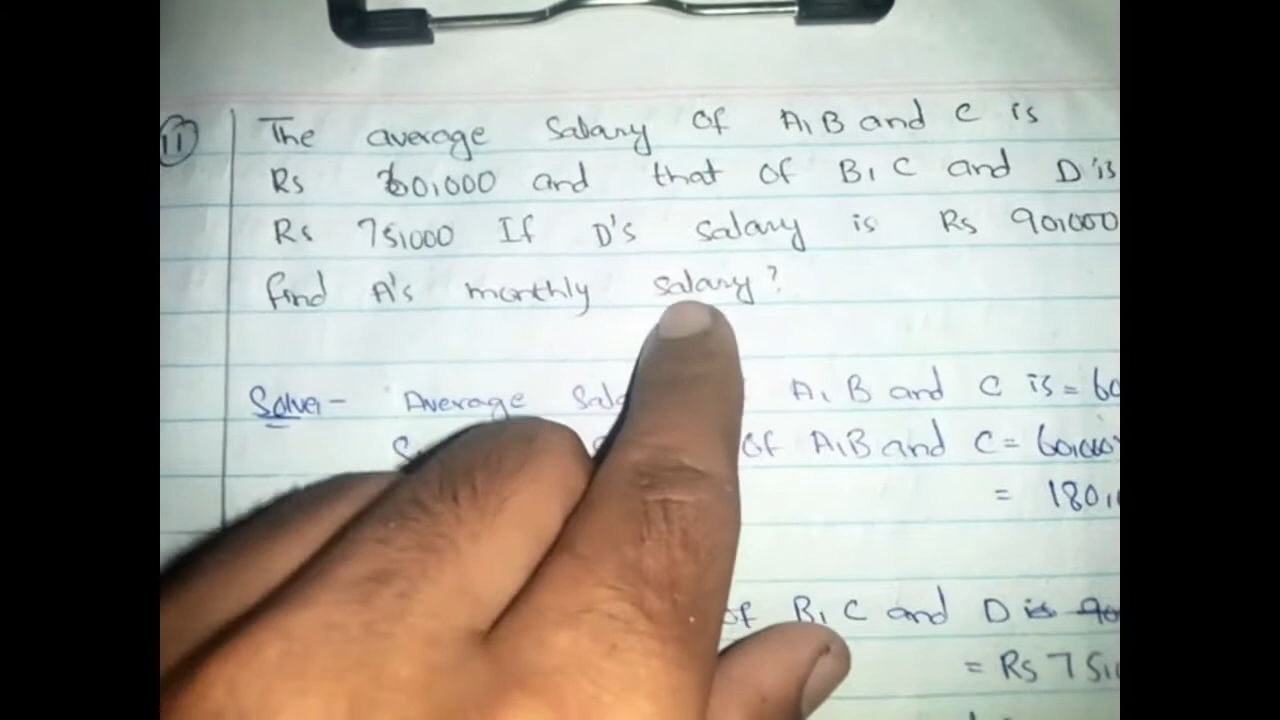 11 The average Salary of A, B and C is
Rs 60,000 and that of B, C and D is
Rs 75,000 If D's salary is Rs 90,000
find A's monthly salary?
Solve:- Average A, B and C is = 60
of A, B and C = 60,000
= 180,
of B, C and D is 90
= Rs 75,